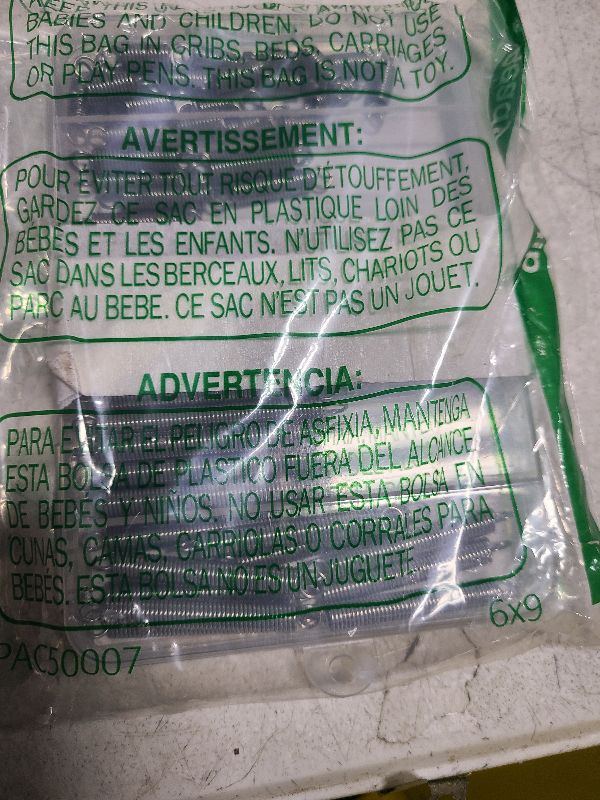 BABIES AND CHILDREN. DO NOT USE
THIS BAG IN CRIBS, BEDS, CARRIAGES
OR PLAY PENS. THIS BAG IS NOT A TOY.
AVERTISSEMENT:
POUR ÉVITER TOUT RISQUE D'ÉTOUFFEMENT,
GARDEZ CE SAC EN PLASTIQUE LOIN DES
BÉBÉS ET LES ENFANTS. N'UTILISEZ PAS CE
SAC DANS LES BERCEAUX, LITS, CHARIOTS OU
PARC AU BEBE. CE SAC N'EST PAS UN JOUET.
ADVERTENCIA:
PARA EVITAR EL PELIGRO DE ASFIXIA, MANTENGA
ESTA BOLSA DE PLASTICO FUERA DEL ALCANCE
DE BEBÉS Y NIÑOS. NO USAR ESTA BOLSA EN
CUNAS, CAMAS, CARRIOLAS O CORRALES PARA
BEBÉS. ESTA BOLSA NO ES UN JUGUETE.
6x9
PAC50007